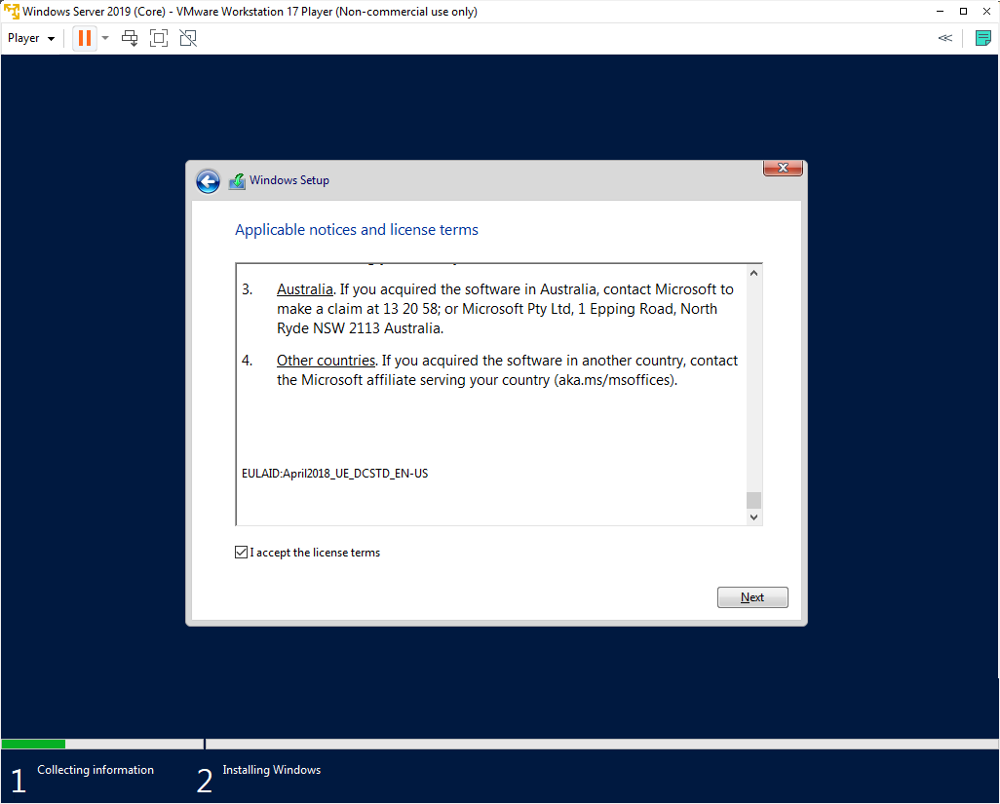 Windows Server 2019 (Core) - VMware Workstation 17 Player (Non-commercial use only)
Player
Windows Setup
Applicable notices and license terms
3. Australia. If you acquired the software in Australia, contact Microsoft to
make a claim at 13 20 58; or Microsoft Pty Ltd, 1 Epping Road, North
Ryde NSW 2113 Australia.
4. Other countries. If you acquired the software in another country, contact
the Microsoft affiliate serving your country (aka.ms/msoffices).
EULAID:April2018_UE_DCSTD_EN-US
I accept the license terms
Next
1 Collecting information
2 Installing Windows